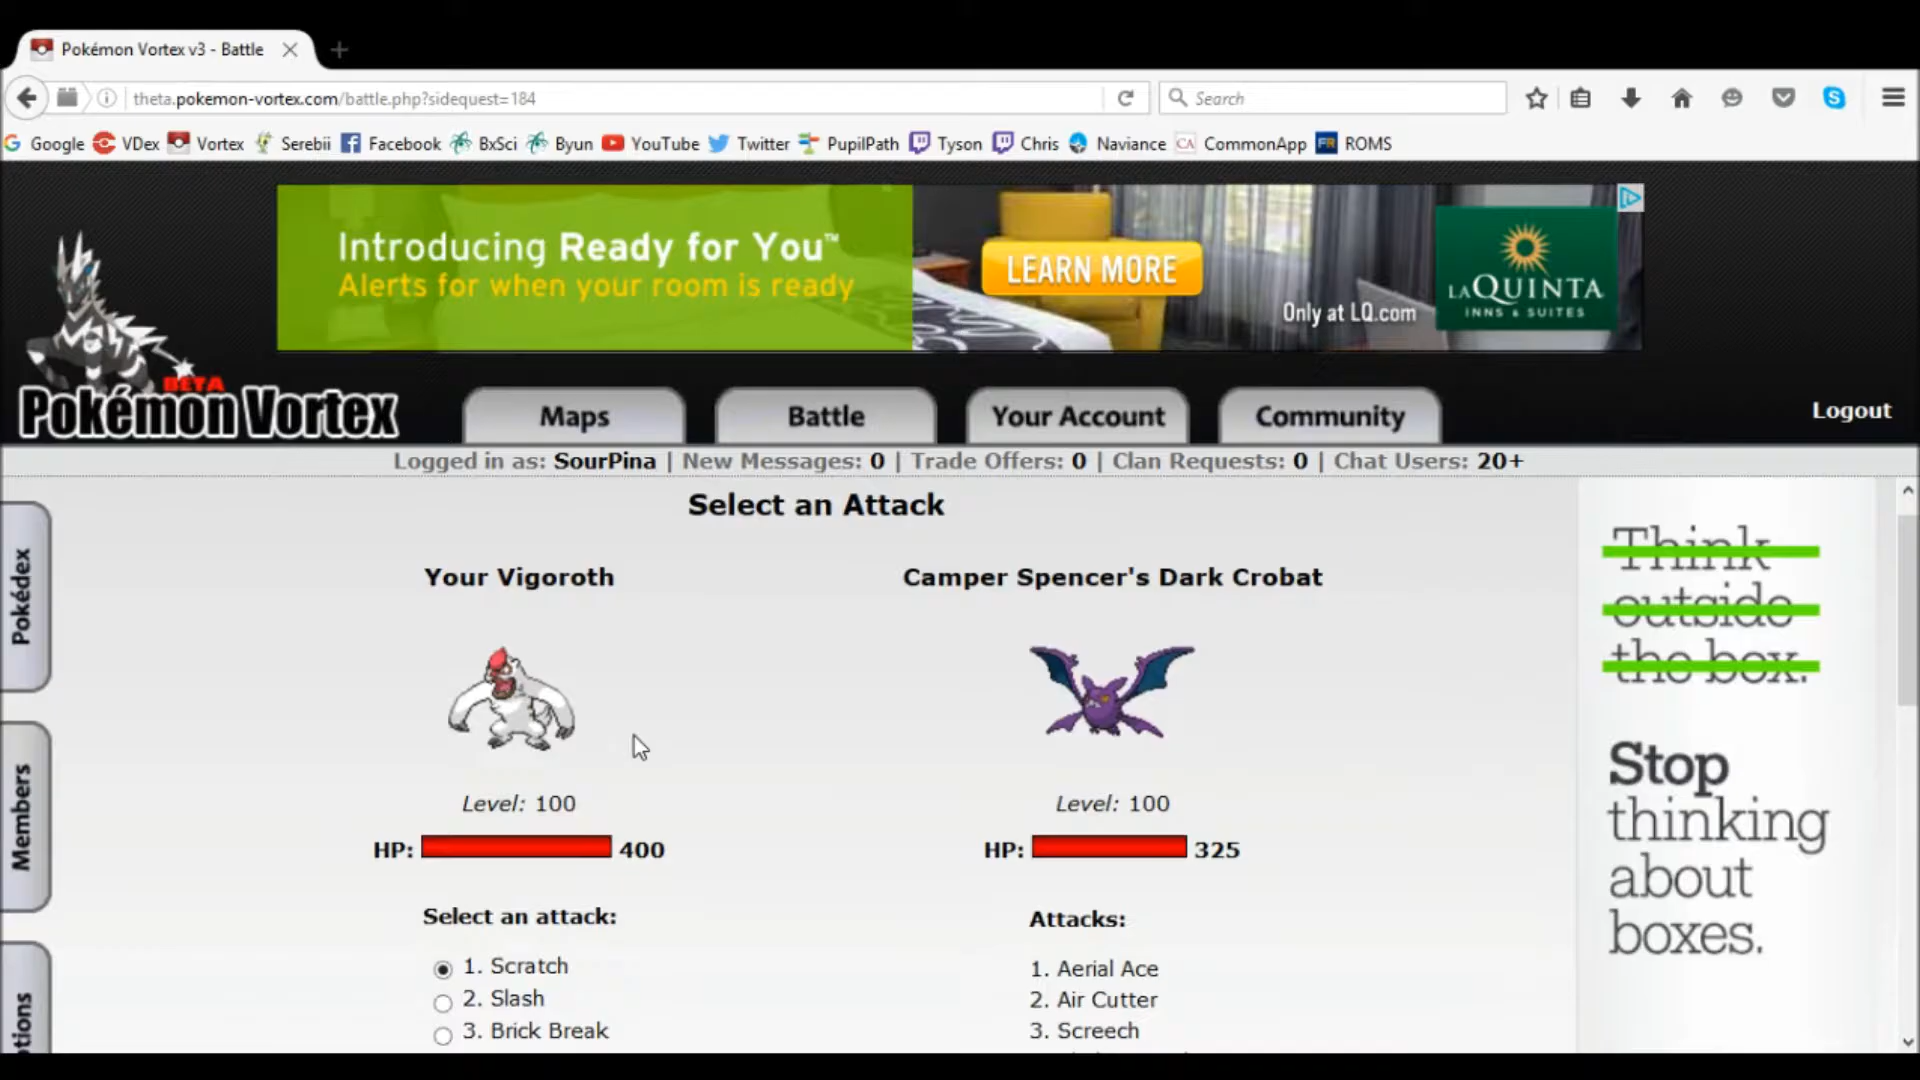 Pokémon Vortex v3 - Battle
theta.pokemon-vortex.com/battle.php?sidequest=184
Search
Google VDex Vortex Serebii Facebook BxSci Byun YouTube Twitter PupilPath Tyson Chris Naviance CA CommonApp FR ROMS
Introducing Ready for You™
Alerts for when your room is ready
LEARN MORE
Only at LQ.com
LAQUINTA
INNS & SUITES
BETA
Pokémon Vortex
Maps
Battle
Your Account
Community
Logout
Logged in as: SourPina | New Messages: 0 | Trade Offers: 0 | Clan Requests: 0 | Chat Users: 20+
Pokédex
Members
Select an Attack
Your Vigoroth
Camper Spencer's Dark Crobat
Level: 100
Level: 100
HP: 400
HP: 325
Select an attack:
Attacks:
1. Scratch
2. Slash
3. Brick Break
1. Aerial Ace
2. Air Cutter
3. Screech
Think
outside
the box.
Stop
thinking
about
boxes.